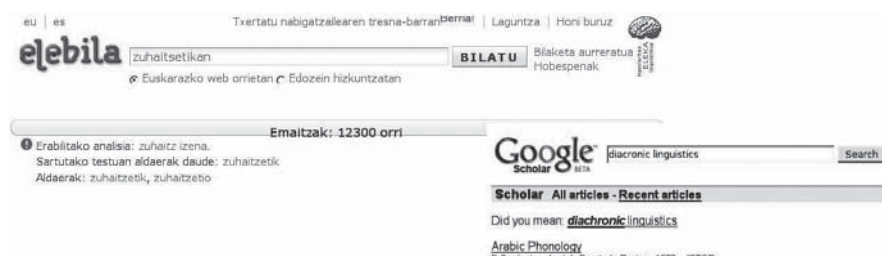 eu | es
Txertatu nabigatzailearen tresna-barran Berria! | Laguntza | Honi buruz
elebila
zuhaitsetikan
BILATU
Bilaketa aurreratua
Hobespenak
ELEKA
Euskarazko web orrietan Edozein hizkuntzatan
Emaitzak: 12300 orri
Erabilitako analisia: zuhaitz izena.
Sartutako testuan aldaerak daude: zuhaitzetik
Aldaerak: zuhaitzetik, zuhaitzetio
Google
Scholar BETA
diacronic linguistics
Search
Scholar All articles - Recent articles
Did you mean: diachronic linguistics
Arabic Phonology